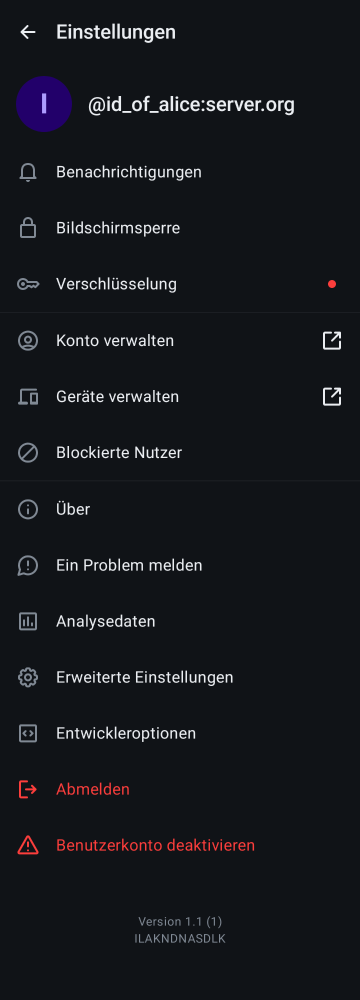 Einstellungen
I
@id_of_alice:server.org
Benachrichtigungen
Bildschirmsperre
Verschlüsselung
Konto verwalten
Geräte verwalten
Blockierte Nutzer
Über
Ein Problem melden
Analysedaten
Erweiterte Einstellungen
Entwickleroptionen
Abmelden
Benutzerkonto deaktivieren
Version 1.1 (1)
ILAKNDNASDLK